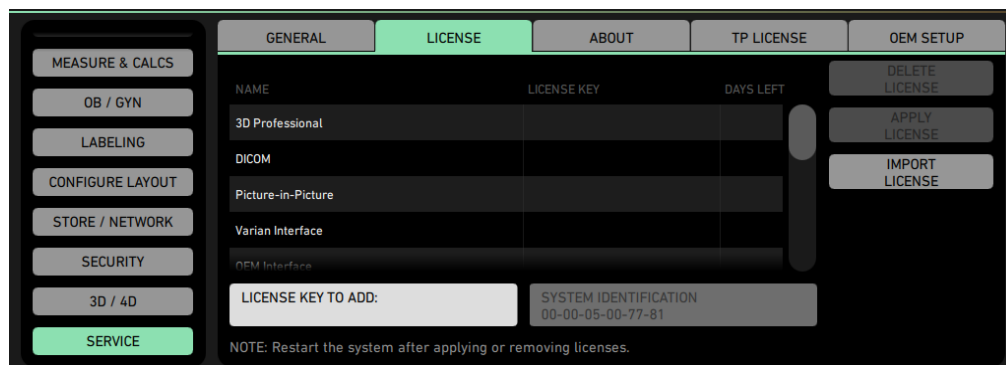 GENERAL
LICENSE
ABOUT
TP LICENSE
OEM SETUP
MEASURE & CALCS
OB / GYN
LABELING
CONFIGURE LAYOUT
STORE / NETWORK
SECURITY
3D / 4D
SERVICE
NAME LICENSE KEY DAYS LEFT
3D Professional
DICOM
Picture-in-Picture
Varian Interface
OEM Interface
DELETE
LICENSE
APPLY
LICENSE
IMPORT
LICENSE
LICENSE KEY TO ADD:
SYSTEM IDENTIFICATION
00-00-05-00-77-81
NOTE: Restart the system after applying or removing licenses.